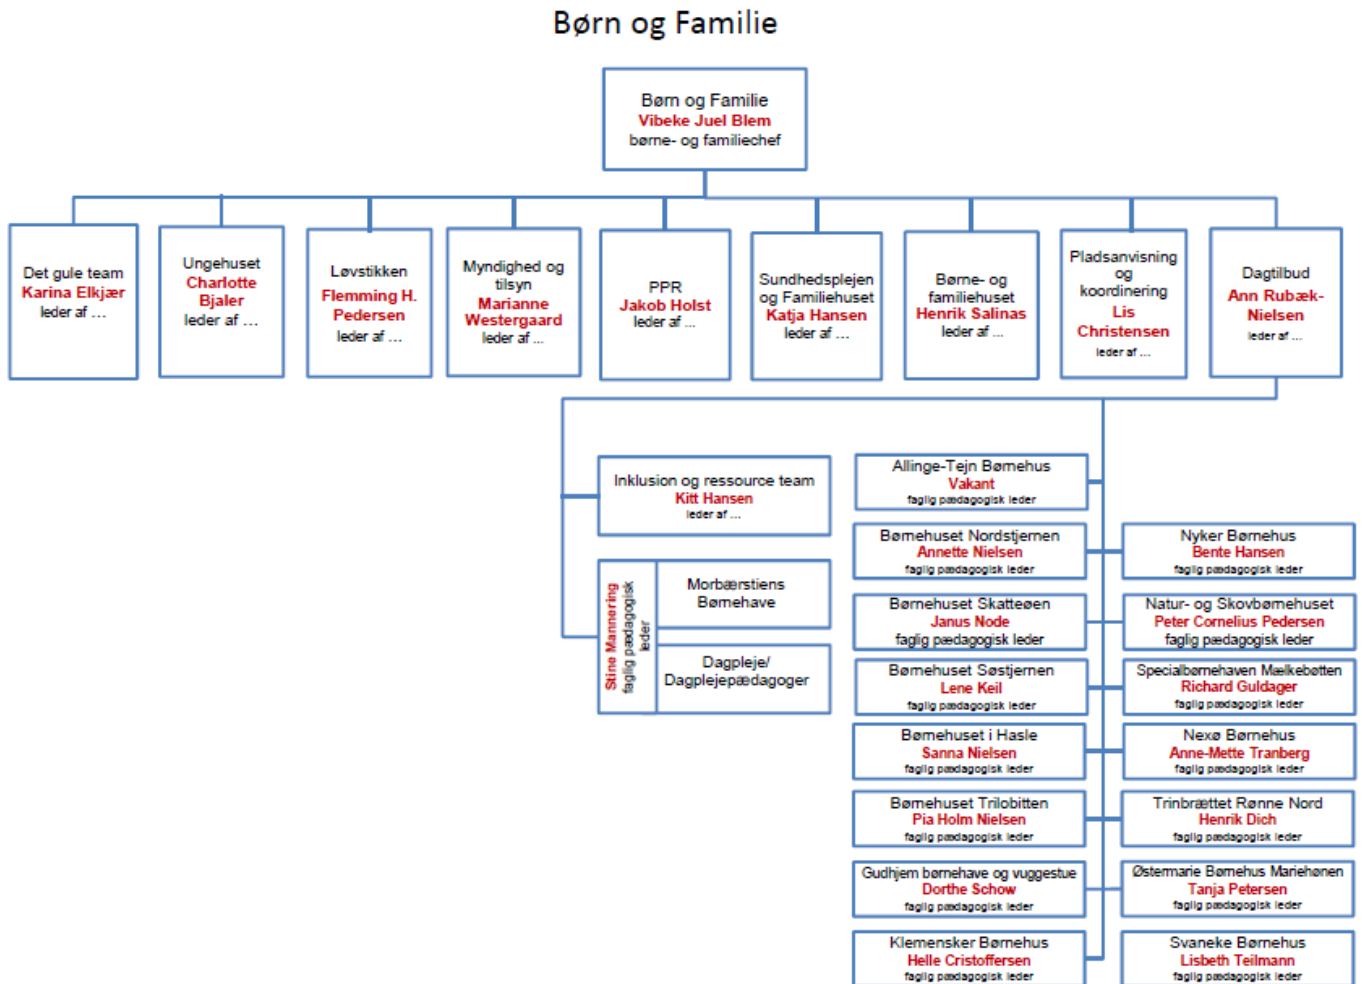 Børn og Familie
Børn og Familie
Vibeke Juel Blem
børne- og familiechef
Det gule team
Karina Elkjær
leder af ...
Ungehuset
Charlotte
Bjaler
leder af ...
Løvstikken
Flemming H.
Pedersen
leder af ...
Myndighed og
tilsyn
Marianne
Westergaard
leder af ...
PPR
Jakob Holst
leder af ...
Sundhedsplejen
og Familiehuset
Katja Hansen
leder af ...
Børne- og
familiehuset
Henrik Salinas
leder af ...
Pladsanvisning
og
koordinering
Lis
Christensen
leder af ...
Dagtilbud
Ann Rubæk-
Nielsen
leder af ...
Inklusion og ressource team
Kitt Hansen
leder af ...
Stine Mannering
faglig pædagogisk
leder
Morbærstiens
Børnehave
Dagpleje/
Dagplejepædagoger
Allinge-Tejn Børnehus
Vakant
faglig pædagogisk leder
Børnehuset Nordstjernen
Annette Nielsen
faglig pædagogisk leder
Nyker Børnehus
Bente Hansen
faglig pædagogisk leder
Børnehuset Skatteøen
Janus Node
faglig pædagogisk leder
Natur- og Skovbørnehuset
Peter Cornelius Pedersen
faglig pædagogisk leder
Børnehuset Søstjernen
Lene Keil
faglig pædagogisk leder
Specialbørnehaven Mælkebøtten
Richard Guldager
faglig pædagogisk leder
Børnehuset i Hasle
Sanna Nielsen
faglig pædagogisk leder
Nexø Børnehus
Anne-Mette Tranberg
faglig pædagogisk leder
Børnehuset Trilobitten
Pia Holm Nielsen
faglig pædagogisk leder
Trinbrættet Rønne Nord
Henrik Dich
faglig pædagogisk leder
Gudhjem børnehave og vuggestue
Dorthe Schow
faglig pædagogisk leder
Østermarie Børnehus Mariehønen
Tanja Petersen
faglig pædagogisk leder
Klemensker Børnehus
Helle Cristoffersen
faglig pædagogisk leder
Svaneke Børnehus
Lisbeth Teilmann
faglig pædagogisk leder